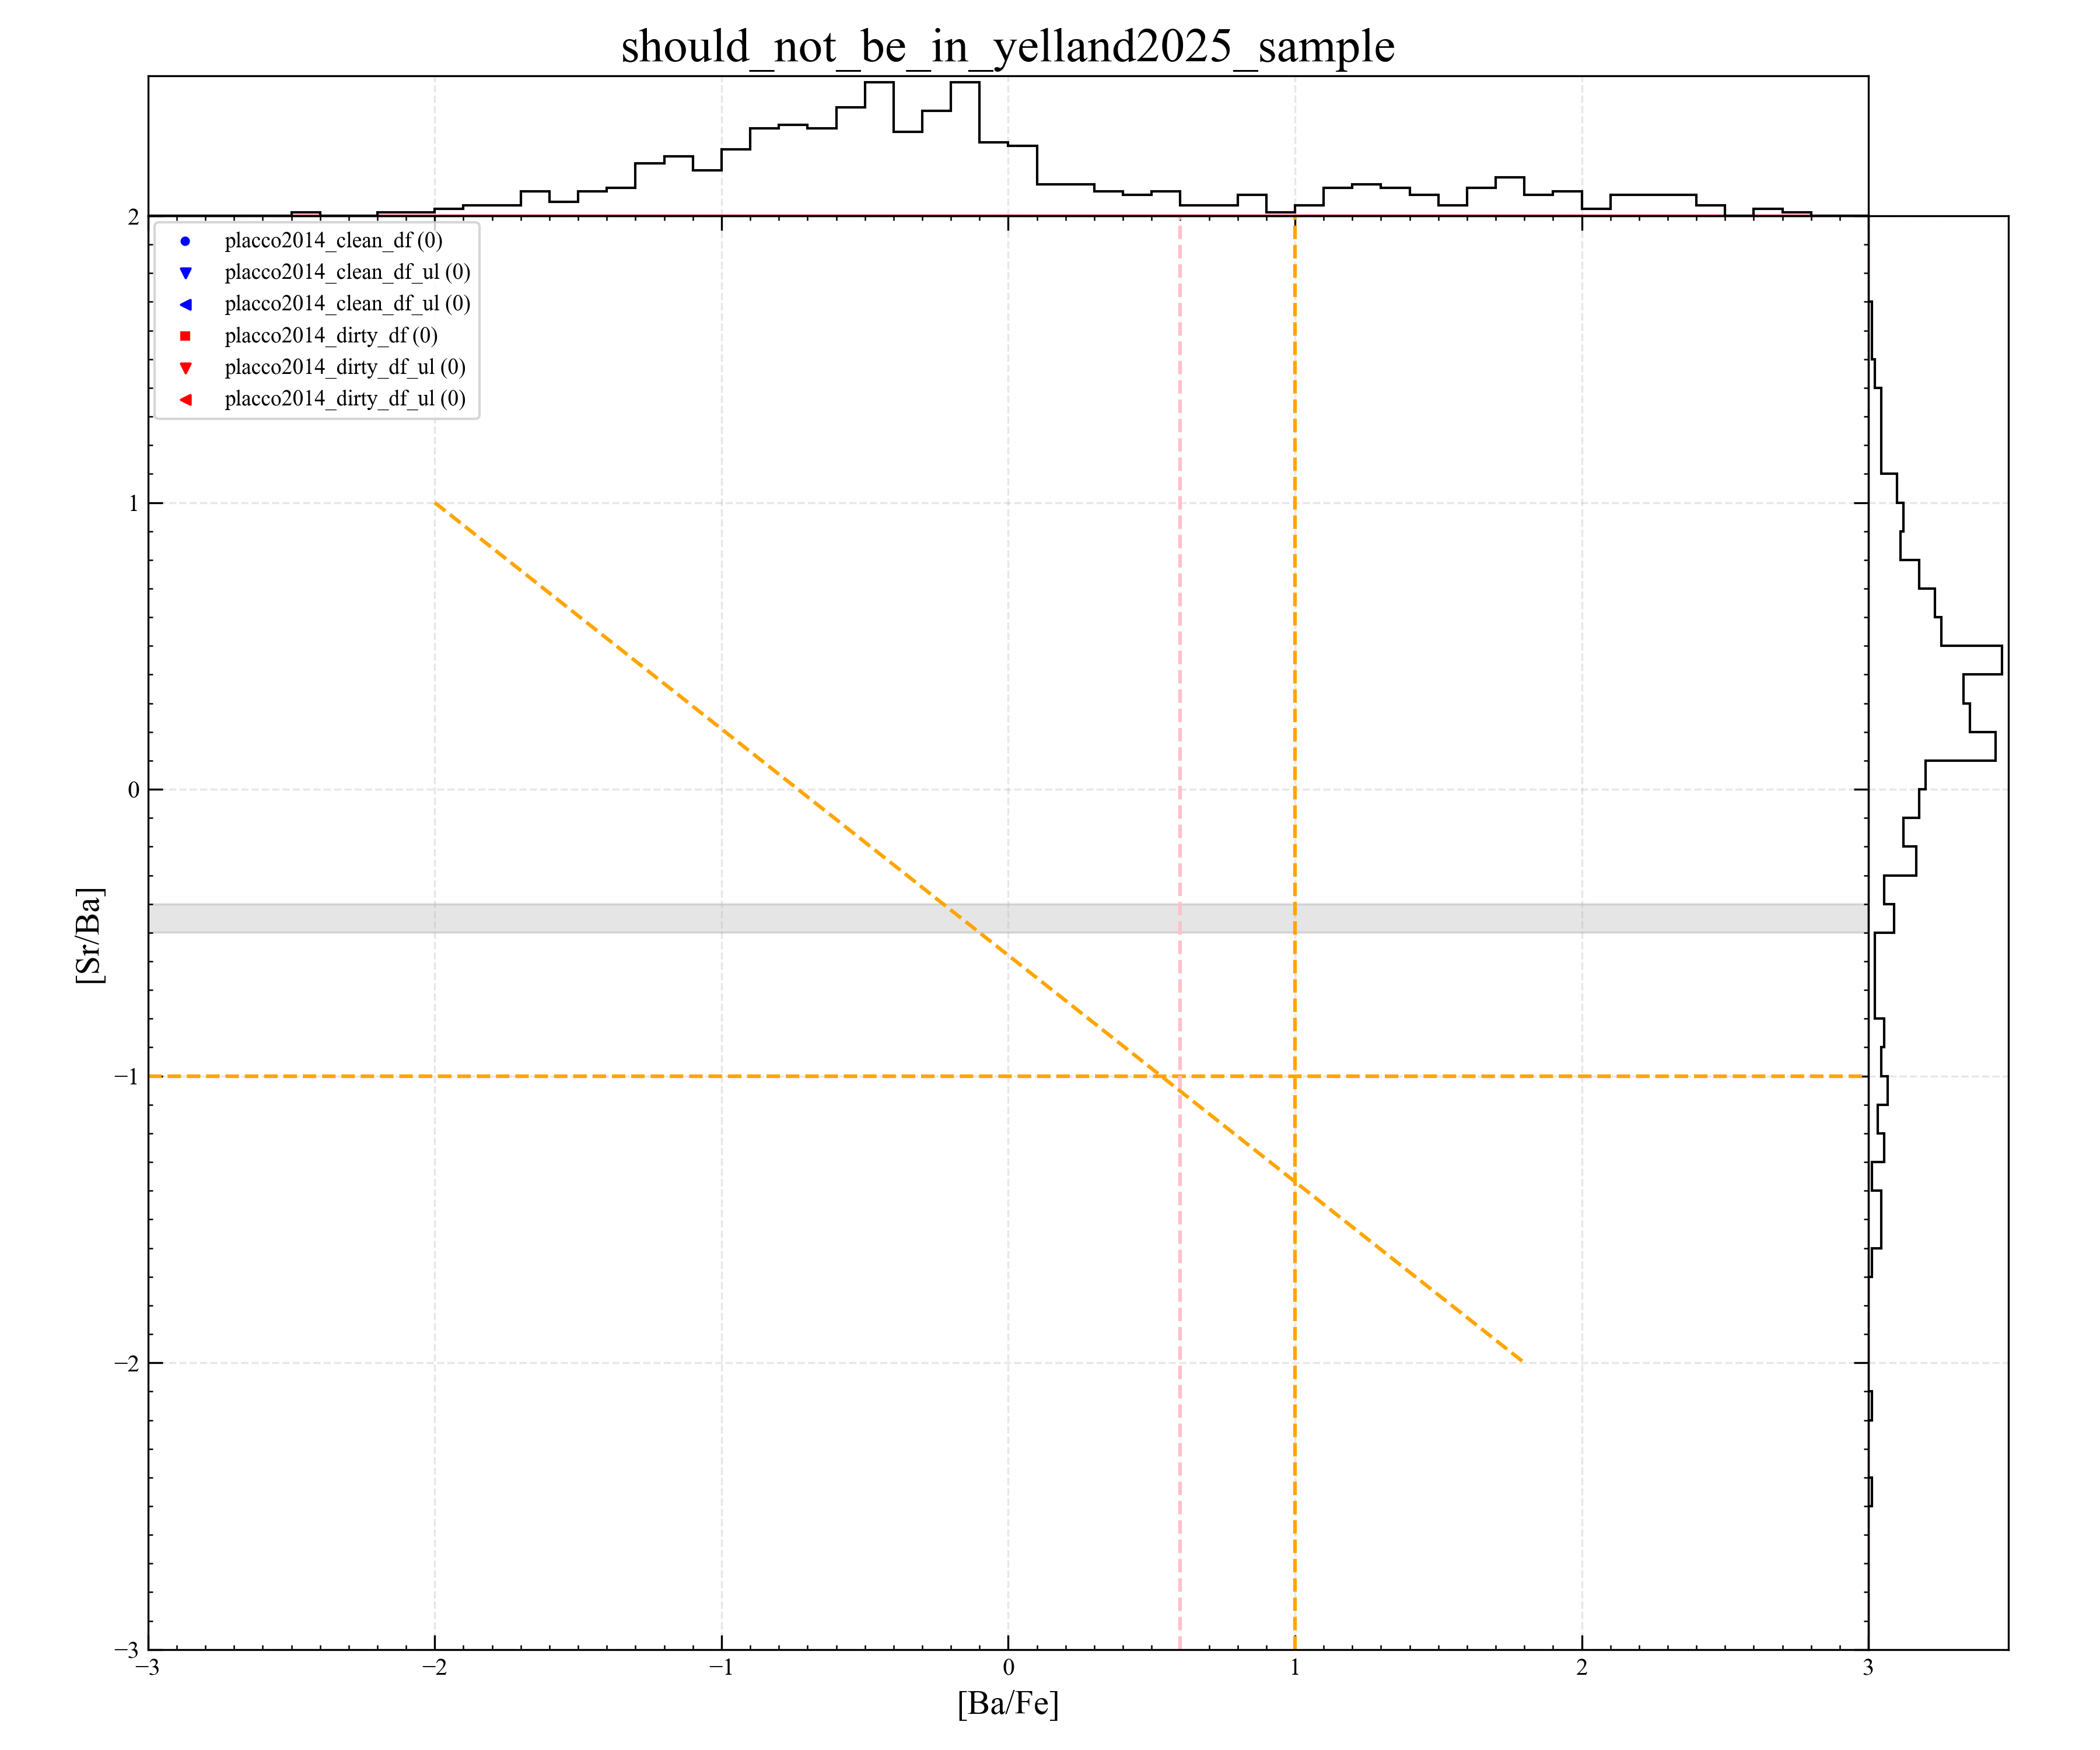 should_not_be_in_yelland2025_sample
2
placco2014_clean_df (0)
placco2014_clean_df_ul (0)
placco2014_clean_df_ul (0)
placco2014_dirty_df (0)
placco2014_dirty_df_ul (0)
placco2014_dirty_df_ul (0)
1
0
[Sr/Ba]
−1
−2
−3
−3 −2 −1 0 1 2 3
[Ba/Fe]